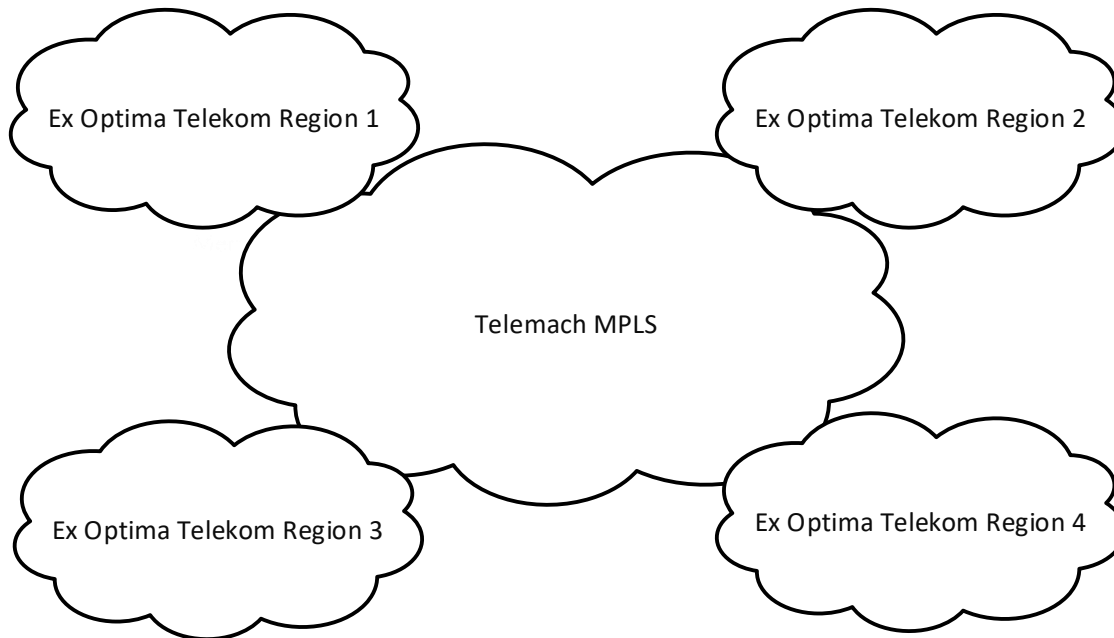 Ex Optima Telekom Region 1
Ex Optima Telekom Region 2
Telemach MPLS
Ex Optima Telekom Region 3
Ex Optima Telekom Region 4